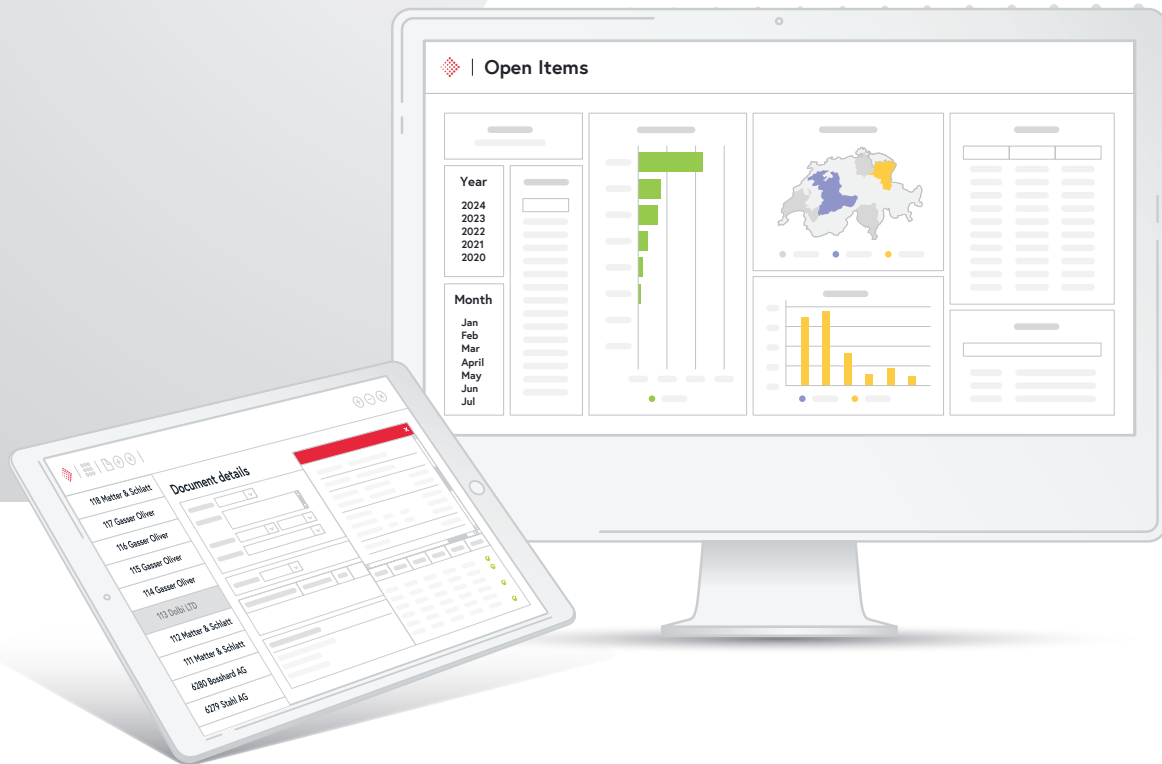 Open Items
Year
2024
2023
2022
2021
2020
Month
Jan
Feb
Mar
April
May
Jun
Jul
Document details
118 Matter & Schlatt
117 Gasser Oliver
116 Gasser Oliver
115 Gasser Oliver
114 Gasser Oliver
113 Dolbi LTD
112 Matter & Schlatt
111 Matter & Schlatt
6280 Bosshard AG
6279 Stahl AG